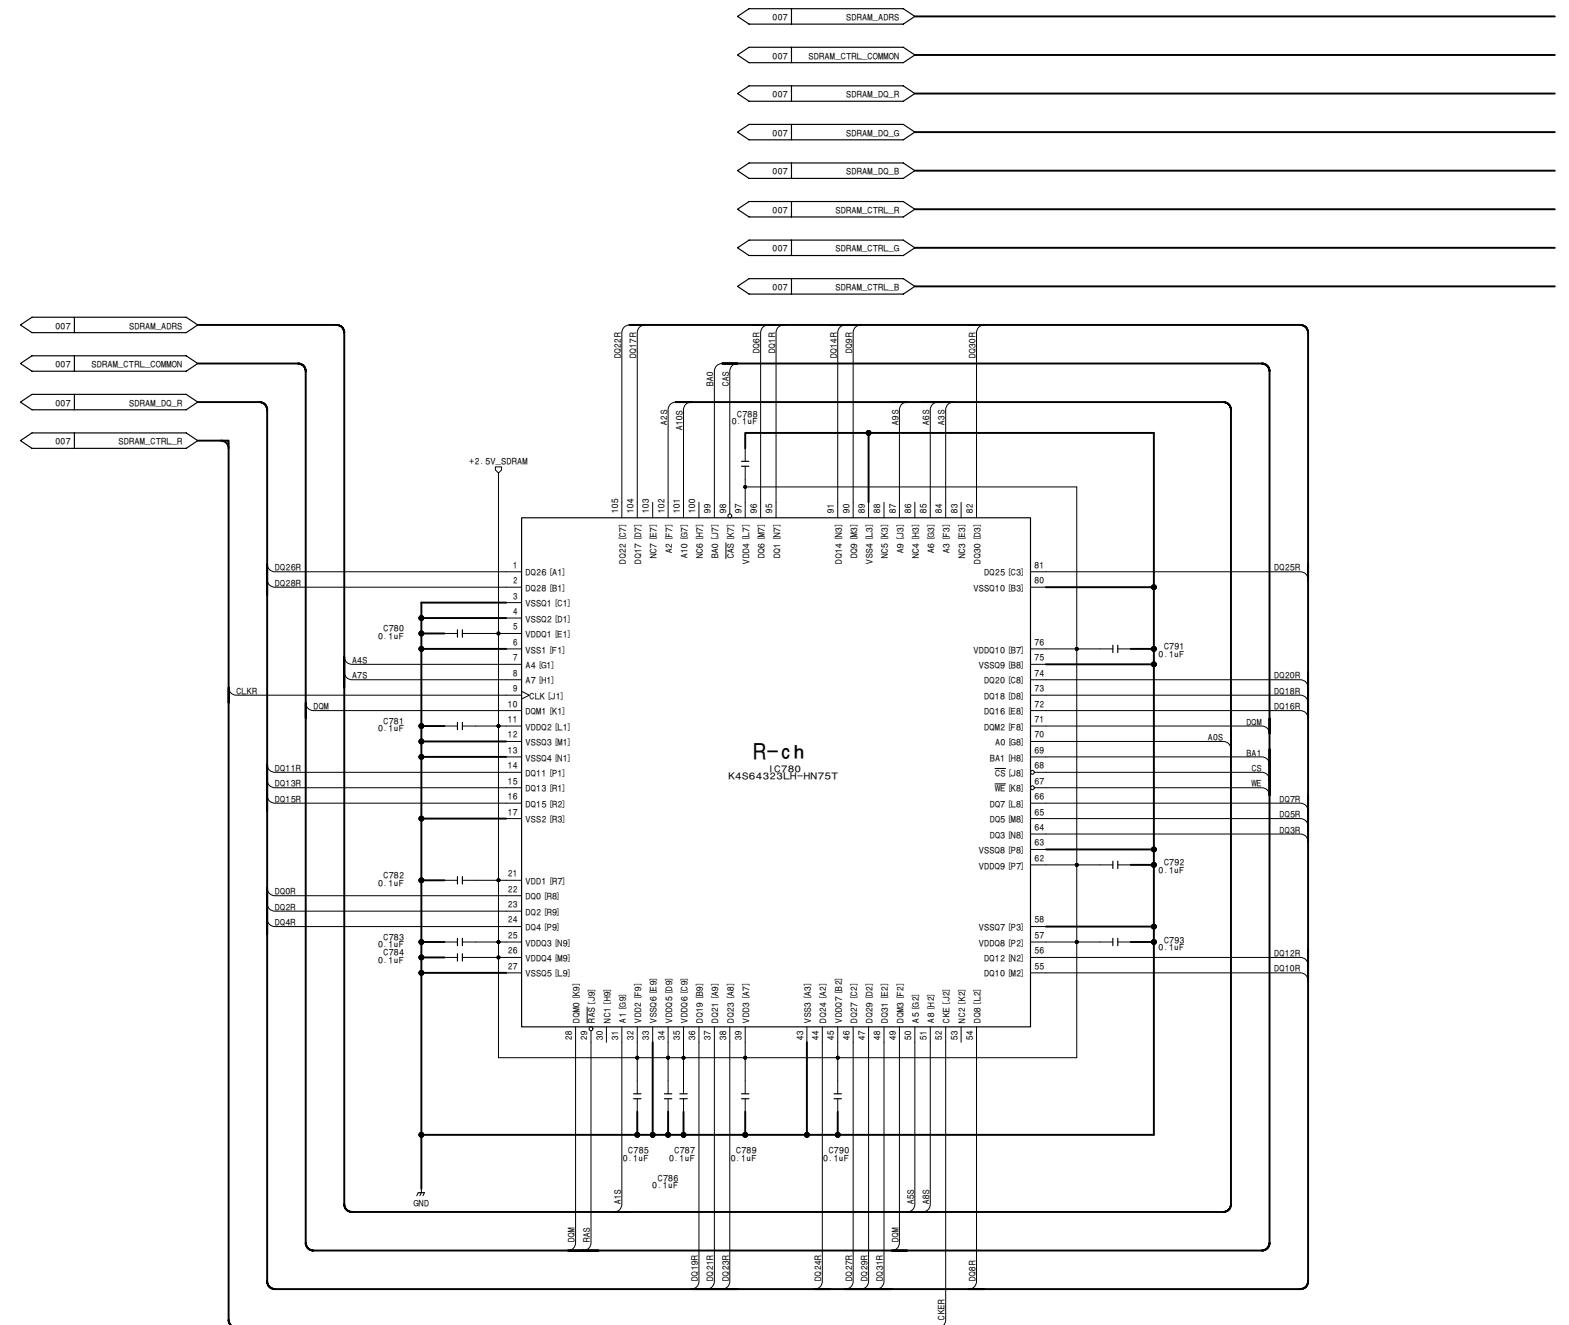 007 SDRAM_ADRS
007 SDRAM_CTRL_COMMON
007 SDRAM_DQ_R
007 SDRAM_DQ_G
007 SDRAM_DQ_B
007 SDRAM_CTRL_R
007 SDRAM_CTRL_G
007 SDRAM_CTRL_B
007 SDRAM_ADRS
007 SDRAM_CTRL_COMMON
007 SDRAM_DQ_R
007 SDRAM_CTRL_R
+2.5V_SDRAM
DQ22R
DQ17R
A2S
A10S
BA0
CAS
DQ6R
DQ1R
DQ14R
DQ9R
A9S
A6S
A3S
DQ30R
C788
0.1uF
105 DQ22 [C7]
104 DQ17 [D7]
103 NC7 [E7]
102 A2 [F7]
101 A10 [G7]
100 NC6 [H7]
99 BA0 [J7]
98 CAS [K7]
97 VDD4 [L7]
96 DQ6 [M7]
95 DQ1 [N7]
91 DQ14 [N3]
90 DQ9 [M3]
89 VSS4 [L3]
88 NC5 [K3]
87 A9 [J3]
86 NC4 [H3]
85 A6 [G3]
84 A3 [F3]
83 NC3 [E3]
82 DQ30 [D3]
DQ26R 1 DQ26 [A1]
DQ28R 2 DQ28 [B1]
3 VSSQ1 [C1]
4 VSSQ2 [D1]
C780
0.1uF
5 VDDQ1 [E1]
6 VSS1 [F1]
A4S 7 A4 [G1]
A7S 8 A7 [H1]
CLKR 9 CLK [J1]
DQM 10 DQM1 [K1]
C781
0.1uF
11 VDDQ2 [L1]
12 VSSQ3 [M1]
13 VSSQ4 [N1]
DQ11R 14 DQ11 [P1]
DQ13R 15 DQ13 [R1]
DQ15R 16 DQ15 [R2]
17 VSS2 [R3]
C782
0.1uF
21 VDD1 [R7]
DQ0R 22 DQ0 [R8]
DQ2R 23 DQ2 [R9]
DQ4R 24 DQ4 [P9]
C783
0.1uF
25 VDDQ3 [N9]
C784
0.1uF
26 VDDQ4 [M9]
27 VSSQ5 [L9]
R-ch
IC780
K4S64323LH-HN75T
DQ25 [C3] 81 DQ25R
VSSQ10 [B3] 80
VDDQ10 [B7] 76
C791
0.1uF
VSSQ9 [B8] 75
DQ20 [C8] 74 DQ20R
DQ18 [D8] 73 DQ18R
DQ16 [E8] 72 DQ16R
DQM2 [F8] 71 DQM
A0 [G8] 70 A0S
BA1 [H8] 69 BA1
CS [J8] 68 CS
WE [K8] 67 WE
DQ7 [L8] 66 DQ7R
DQ5 [M8] 65 DQ5R
DQ3 [N8] 64 DQ3R
VSSQ8 [P8] 63
VDDQ9 [P7] 62
C792
0.1uF
VSSQ7 [P3] 58
VDDQ8 [P2] 57
C793
0.1uF
DQ12 [N2] 56 DQ12R
DQ10 [M2] 55 DQ10R
28 DQM0 [K9]
29 RAS [J9]
30 NC1 [H9]
31 A1 [G9]
32 VDD2 [F9]
33 VSSQ6 [E9]
34 VDDQ5 [D9]
35 VDDQ6 [C9]
36 DQ19 [B9]
37 DQ21 [A9]
38 DQ23 [A8]
39 VDD3 [A7]
43 VSS3 [A3]
44 DQ24 [A2]
45 VDDQ7 [B2]
46 DQ27 [C2]
47 DQ29 [D2]
48 DQ31 [E2]
49 DQM3 [F2]
50 A5 [G2]
51 A8 [H2]
52 CKE [J2]
53 NC2 [K2]
54 DQ8 [L2]
C785
0.1uF
C787
0.1uF
C789
0.1uF
C790
0.1uF
C786
0.1uF
GND
A1S
A5S
A8S
DQM
RAS
DQM
DQ19R
DQ21R
DQ23R
DQ24R
DQ27R
DQ29R
DQ31R
DQ8R
CKER